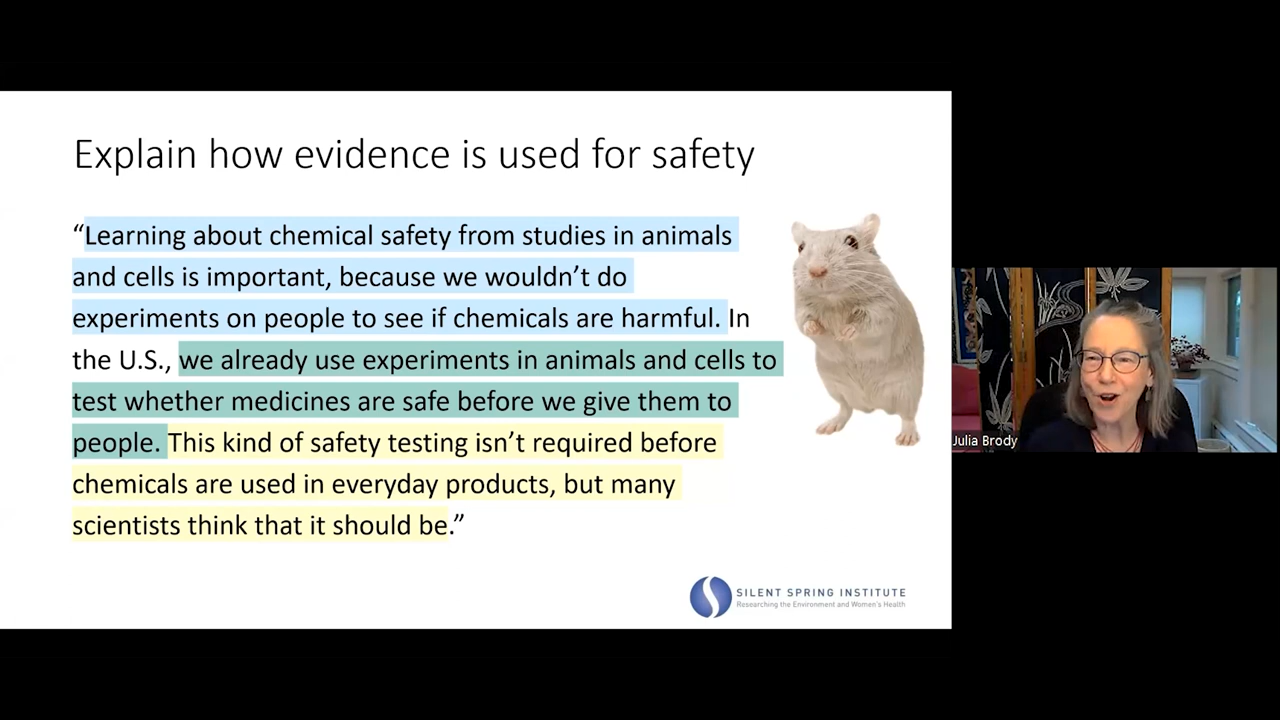 Explain how evidence is used for safety
“Learning about chemical safety from studies in animals
and cells is important, because we wouldn’t do
experiments on people to see if chemicals are harmful. In
the U.S., we already use experiments in animals and cells to
test whether medicines are safe before we give them to
people. This kind of safety testing isn’t required before
chemicals are used in everyday products, but many
scientists think that it should be.”
SILENT SPRING INSTITUTE
Researching the Environment and Women's Health
Julia Brody